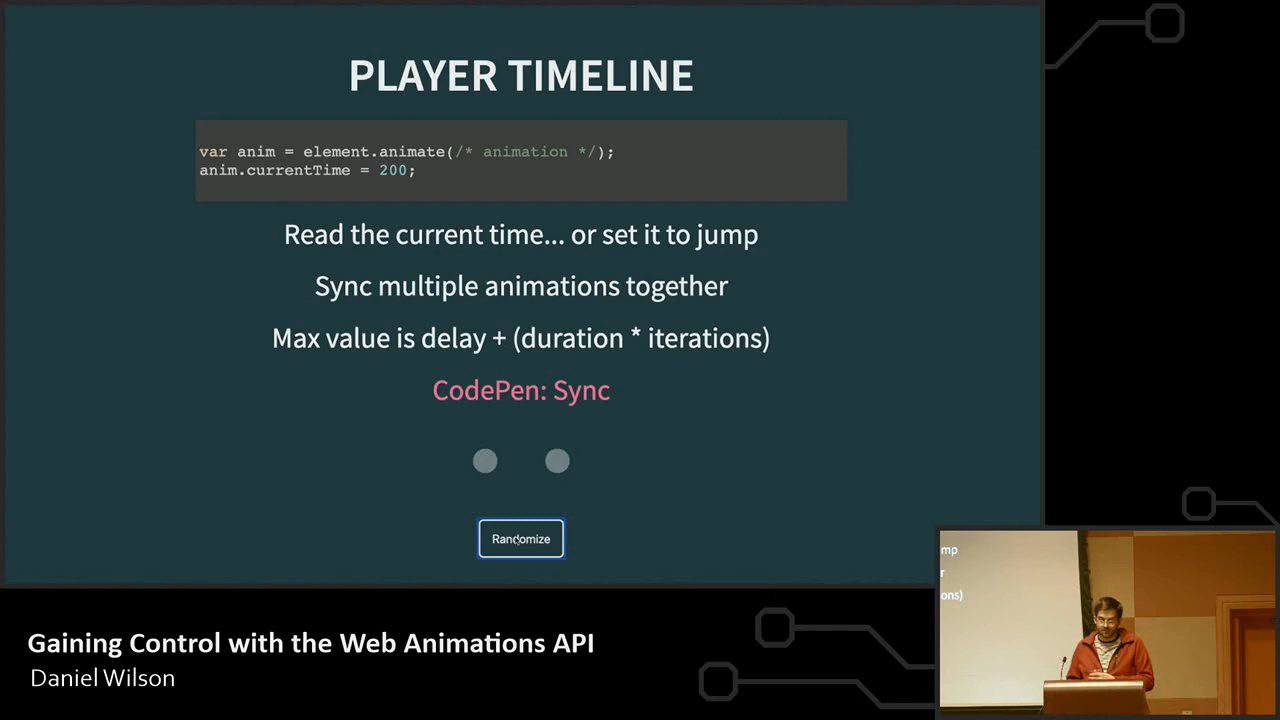 PLAYER TIMELINE
var anim = element.animate(/* animation */);
anim.currentTime = 200;
Read the current time... or set it to jump
Sync multiple animations together
Max value is delay + (duration * iterations)
CodePen: Sync
Randomize
mp
r
ons)
Gaining Control with the Web Animations API
Daniel Wilson